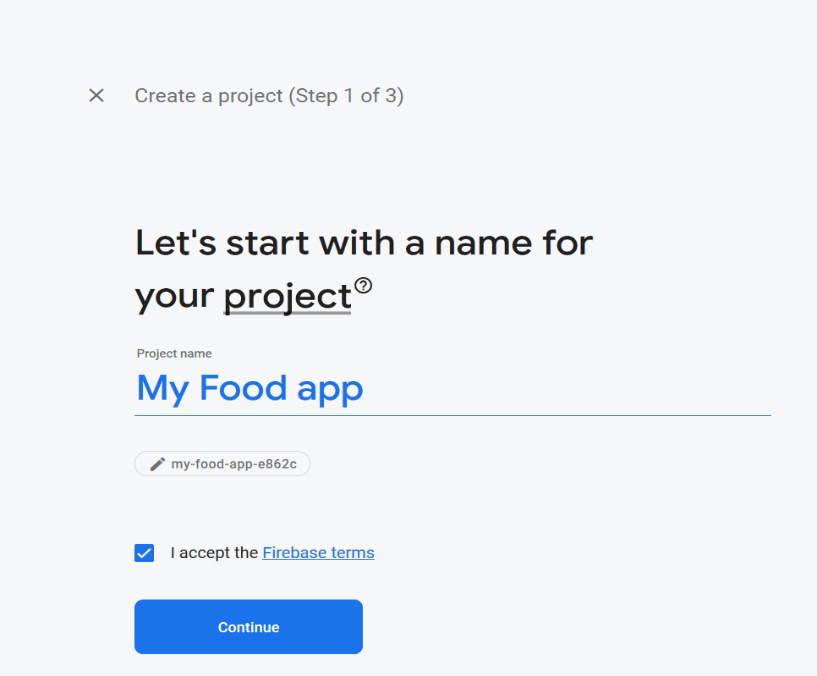 Create a project (Step 1 of 3)
Let's start with a name for
your project
Project name
My Food app
my-food-app-e862c
I accept the Firebase terms
Continue